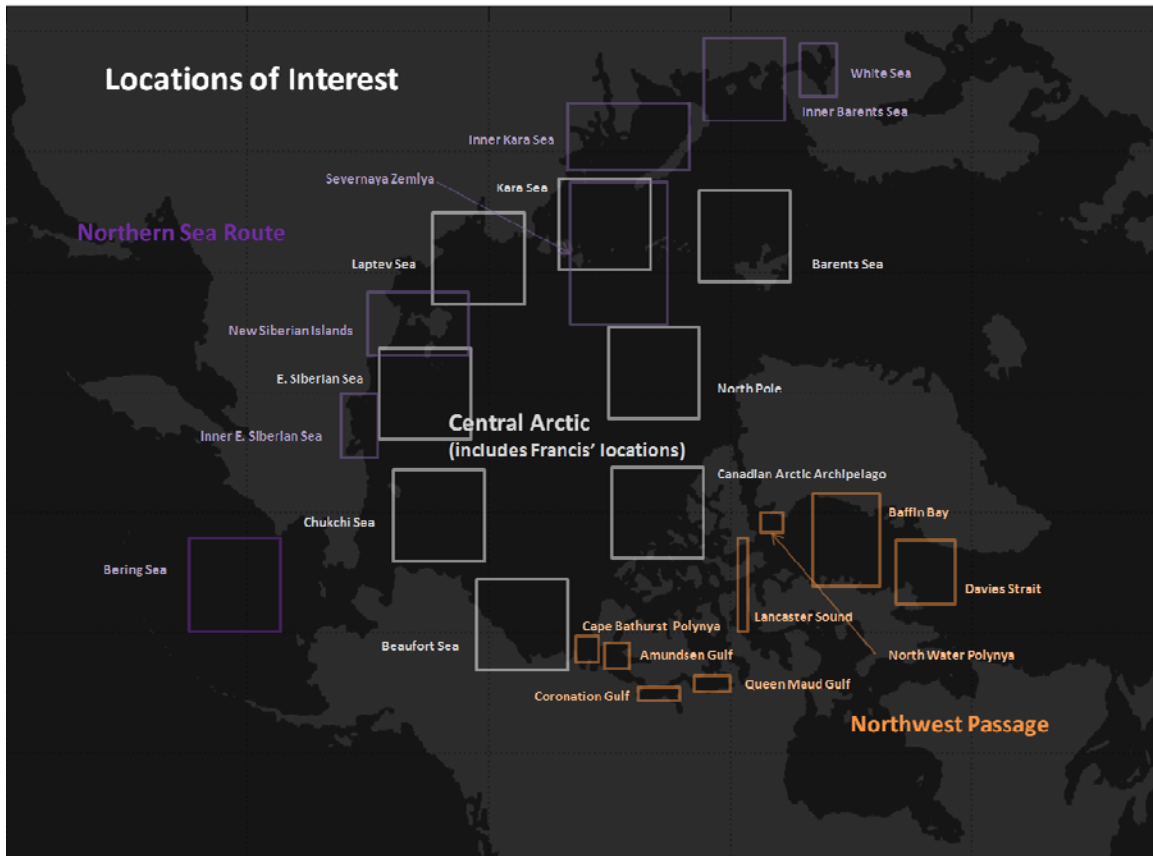 Locations of Interest
White Sea
Inner Barents Sea
Inner Kara Sea
Severnaya Zemlya
Kara Sea
Northern Sea Route
Laptev Sea
Barents Sea
New Siberian Islands
E. Siberian Sea
North Pole
Central Arctic
(includes Francis' locations)
Inner E. Siberian Sea
Canadian Arctic Archipelago
Chukchi Sea
Baffin Bay
Bering Sea
Davies Strait
Lancaster Sound
Cape Bathurst Polynya
Beaufort Sea
Amundsen Gulf
North Water Polynya
Queen Maud Gulf
Coronation Gulf
Northwest Passage